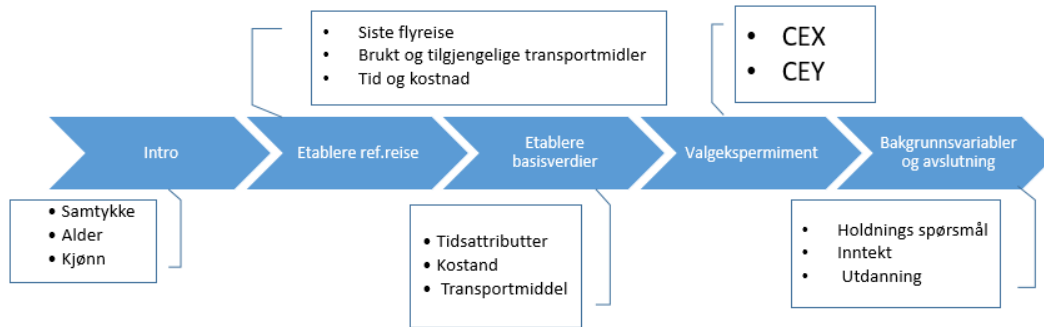 • Siste flyreise
• Brukt og tilgjengelige transportmidler
• Tid og kostnad
• CEX
• CEY
Intro
Etablere ref.reise
Etablere
basisverdier
Valgekspermiment
Bakgrunnsvariabler
og avslutning
• Samtykke
• Alder
• Kjønn
• Tidsattributter
• Kostand
• Transportmiddel
• Holdnings spørsmål
• Inntekt
• Utdanning